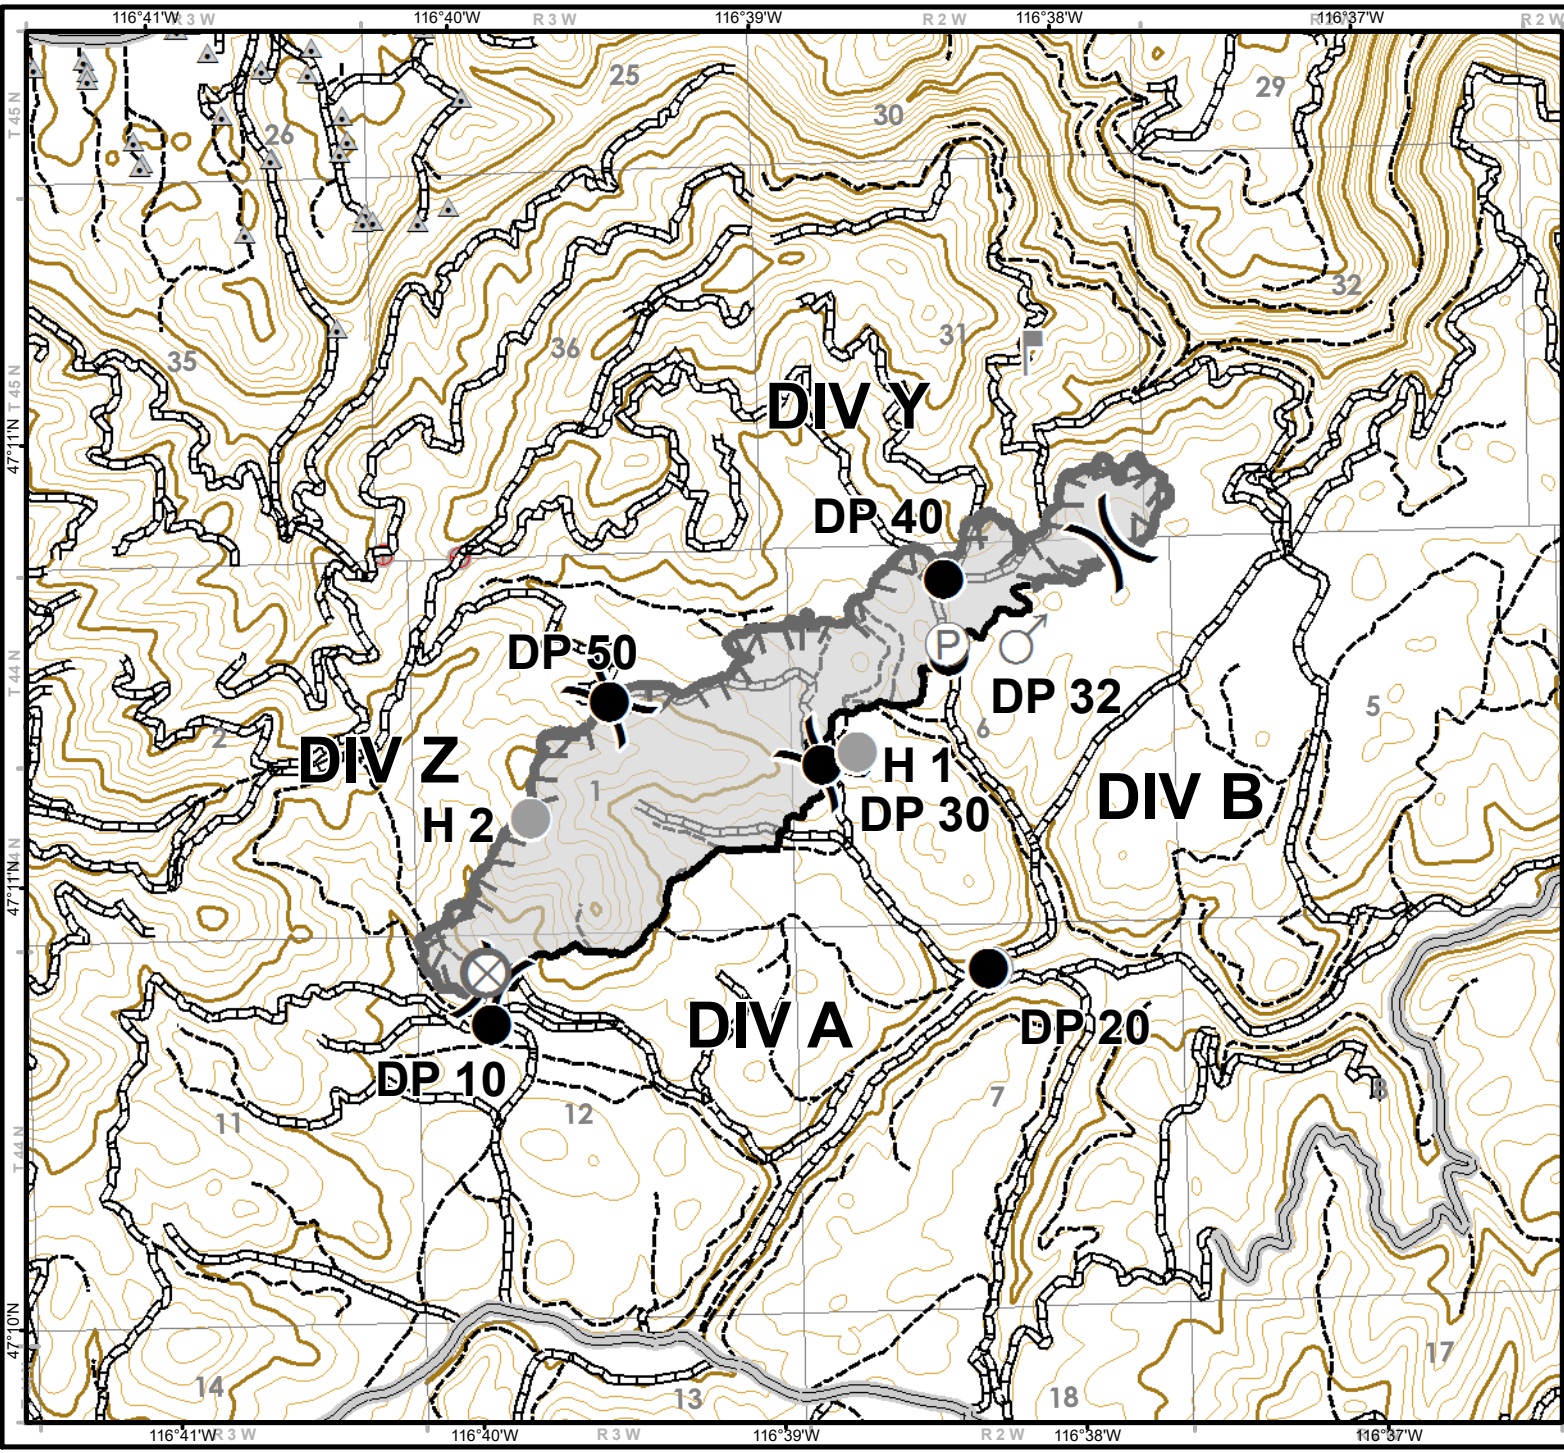 116°41'W R 3 W 116°40'W R 3 W 116°39'W R 2 W 116°38'W 116°37'W R 2 W
T 45 N
25
29
30
26
32
31
36
35
T 45 N
DIV Y
47°11'N
DP 40
DP 50
P
T 44 N
DP 32
5
6
2
DIV Z
H 1
DIV B
1
H 2
DP 30
47°11'N
DIV A
DP 20
DP 10
8
7
12
11
T 44 N
47°10'N
17
14
13
18
116°41'W R 3 W 116°40'W R 3 W 116°39'W R 2 W 116°38'W 116°37'W